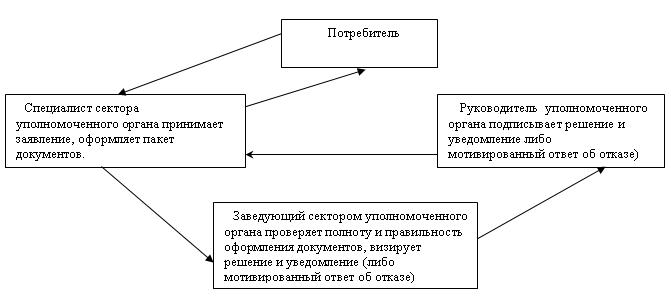 Потребитель
Специалист сектора
уполномоченного органа принимает
заявление, оформляет пакет
документов.
Руководитель уполномоченного
органа подписывает решение и
уведомление либо
мотивированный ответ об отказе)
Заведующий сектором уполномоченного
органа проверяет полноту и правильность
оформления документов, визирует
решение и уведомление (либо
мотивированный ответ об отказе)